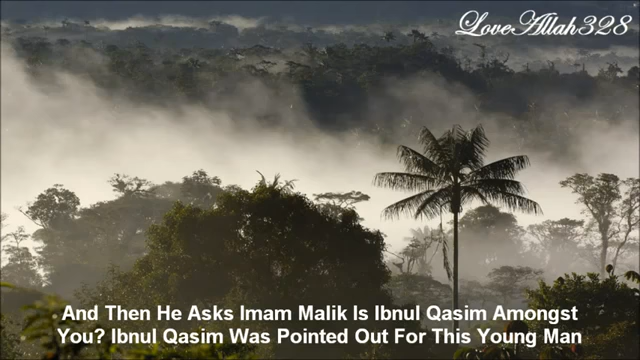 LoveAllah328
And Then He Asks Imam Malik Is Ibnul Qasim Amongst
You? Ibnul Qasim Was Pointed Out For This Young Man